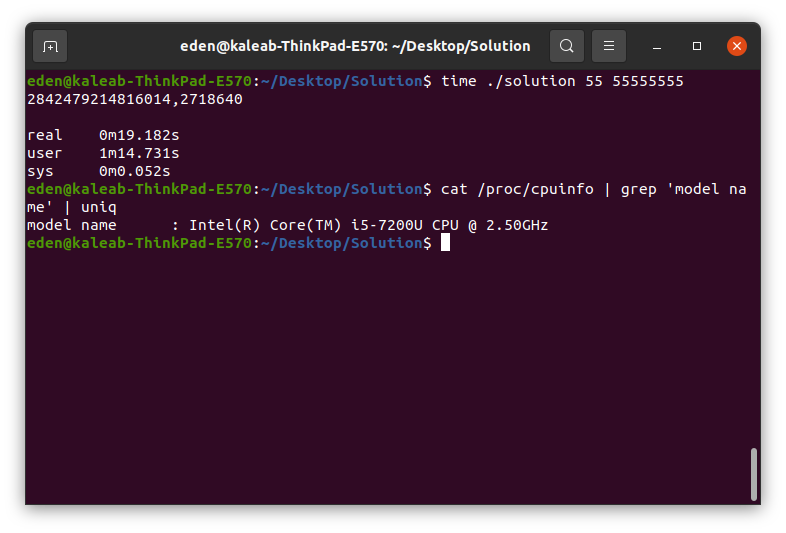 eden@kaleab-ThinkPad-E570: ~/Desktop/Solution
eden@kaleab-ThinkPad-E570:~/Desktop/Solution$ time ./solution 55 55555555
2842479214816014,2718640
real    0m19.182s
user    1m14.731s
sys     0m0.052s
eden@kaleab-ThinkPad-E570:~/Desktop/Solution$ cat /proc/cpuinfo | grep 'model na
me' | uniq
model name      : Intel(R) Core(TM) i5-7200U CPU @ 2.50GHz
eden@kaleab-ThinkPad-E570:~/Desktop/Solution$